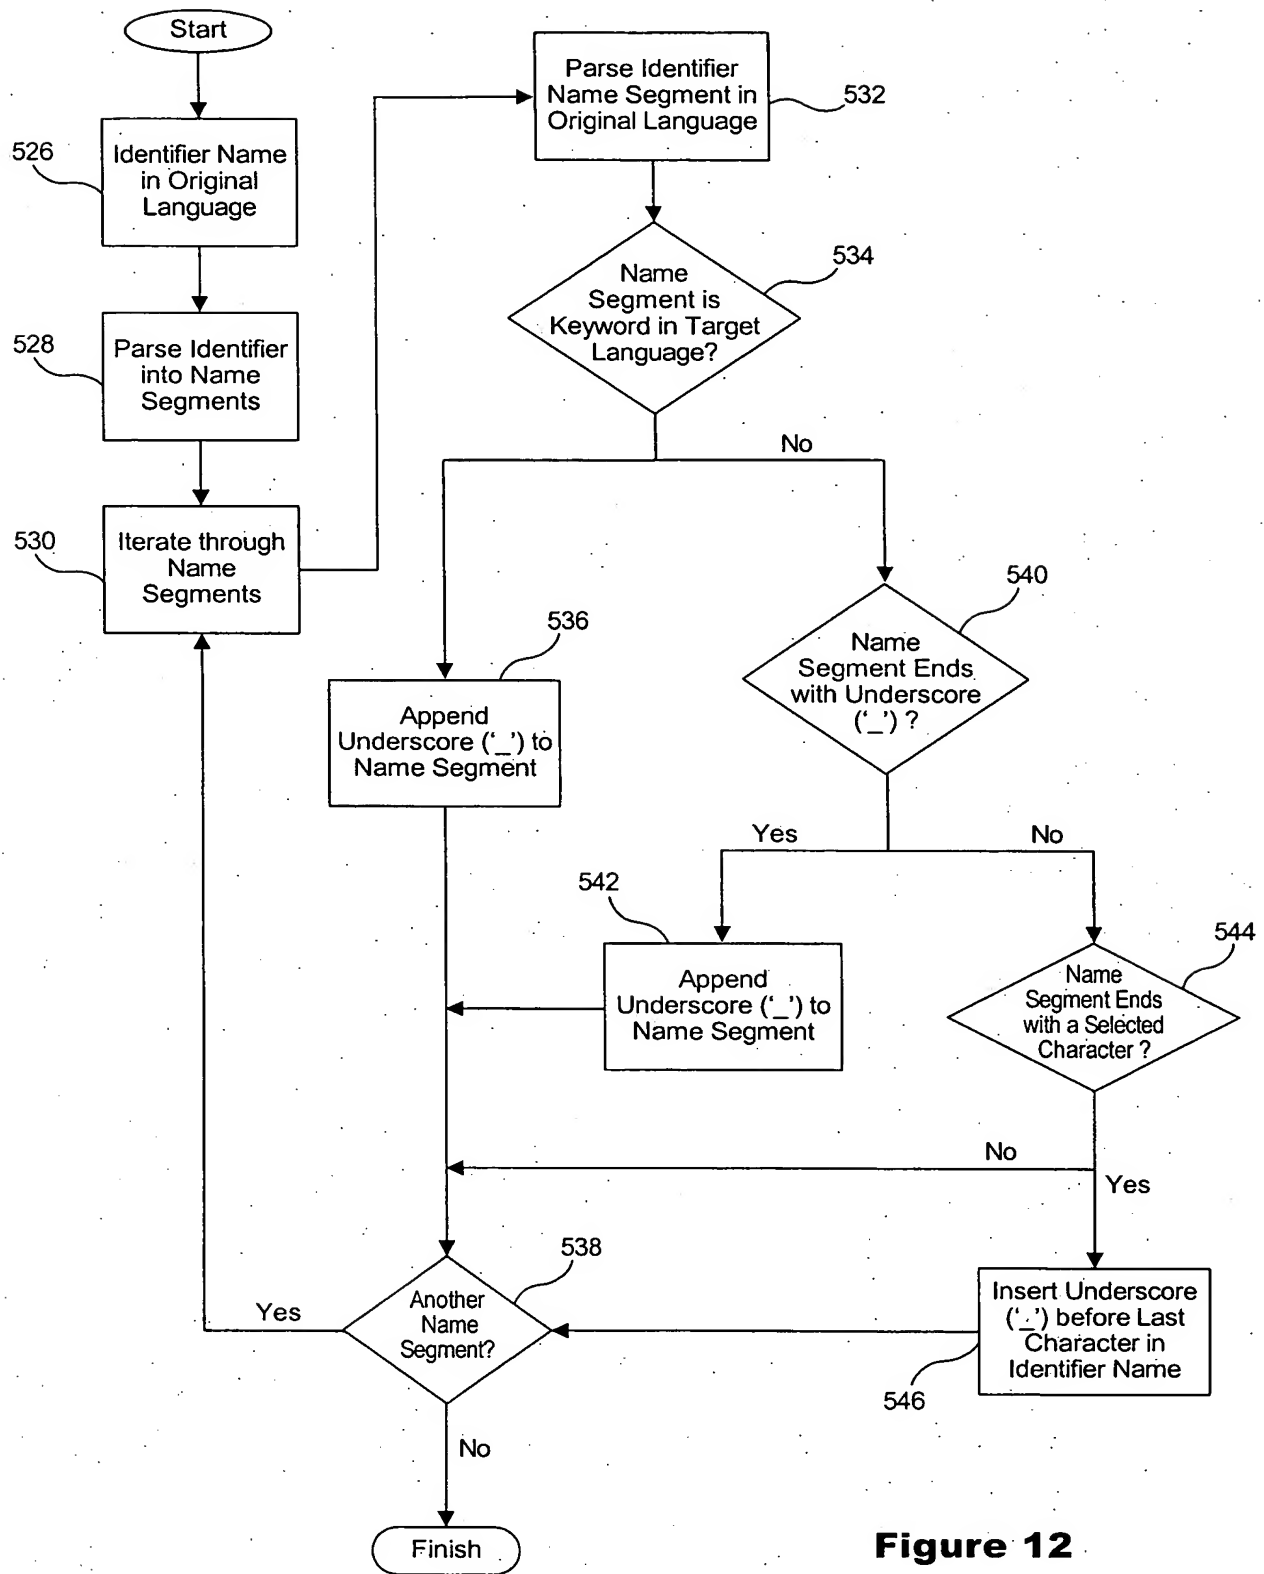 Start
526
Identifier Name
in Original
Language
528
Parse Identifier
into Name
Segments
530
Iterate through
Name
Segments
Parse Identifier
Name Segment in
Original Language
532
534
Name
Segment is
Keyword in Target
Language?
No
536
Append
Underscore (‘_’) to
Name Segment
540
Name
Segment Ends
with Underscore
(‘_’) ?
Yes
No
542
Append
Underscore (‘_’) to
Name Segment
544
Name
Segment Ends
with a Selected
Character ?
No
Yes
538
Another
Name
Segment?
Yes
Insert Underscore
(‘_’) before Last
Character in
Identifier Name
546
No
Finish
Figure 12